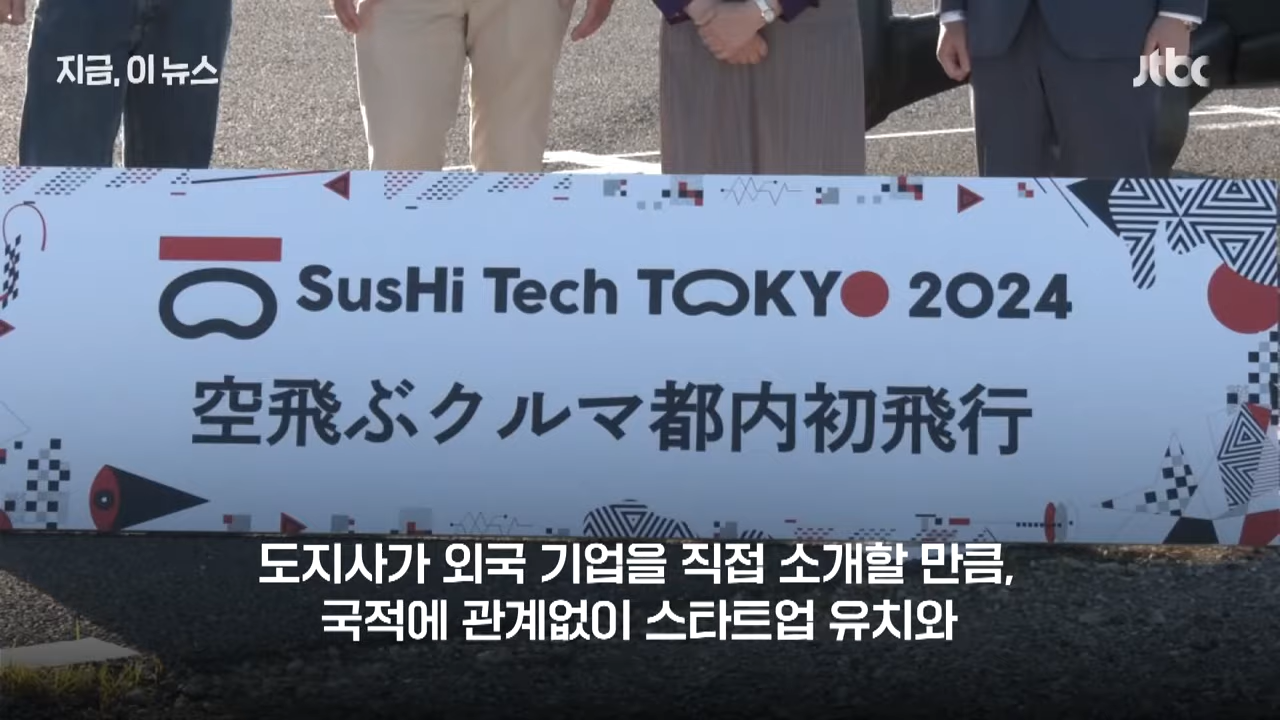 지금, 이 뉴스
jtbc
SusHi Tech TOKYO 2024
空飛ぶクルマ都内初飛行
도지사가 외국 기업을 직접 소개할 만큼,
국적에 관계없이 스타트업 유치와